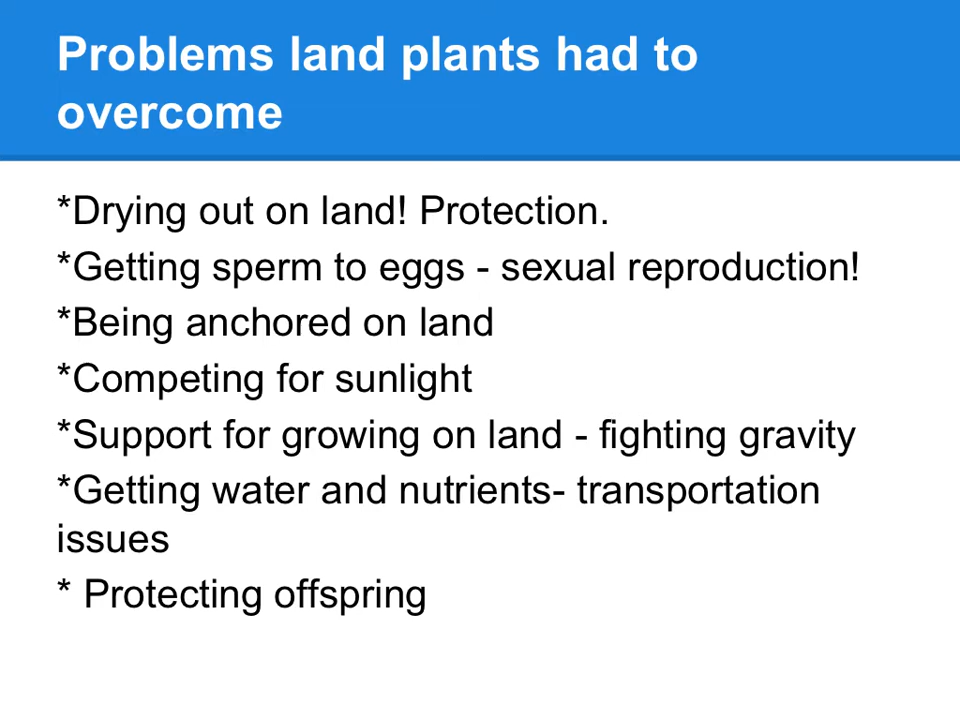 Problems land plants had to
overcome
*Drying out on land! Protection.
*Getting sperm to eggs - sexual reproduction!
*Being anchored on land
*Competing for sunlight
*Support for growing on land - fighting gravity
*Getting water and nutrients- transportation
issues
* Protecting offspring